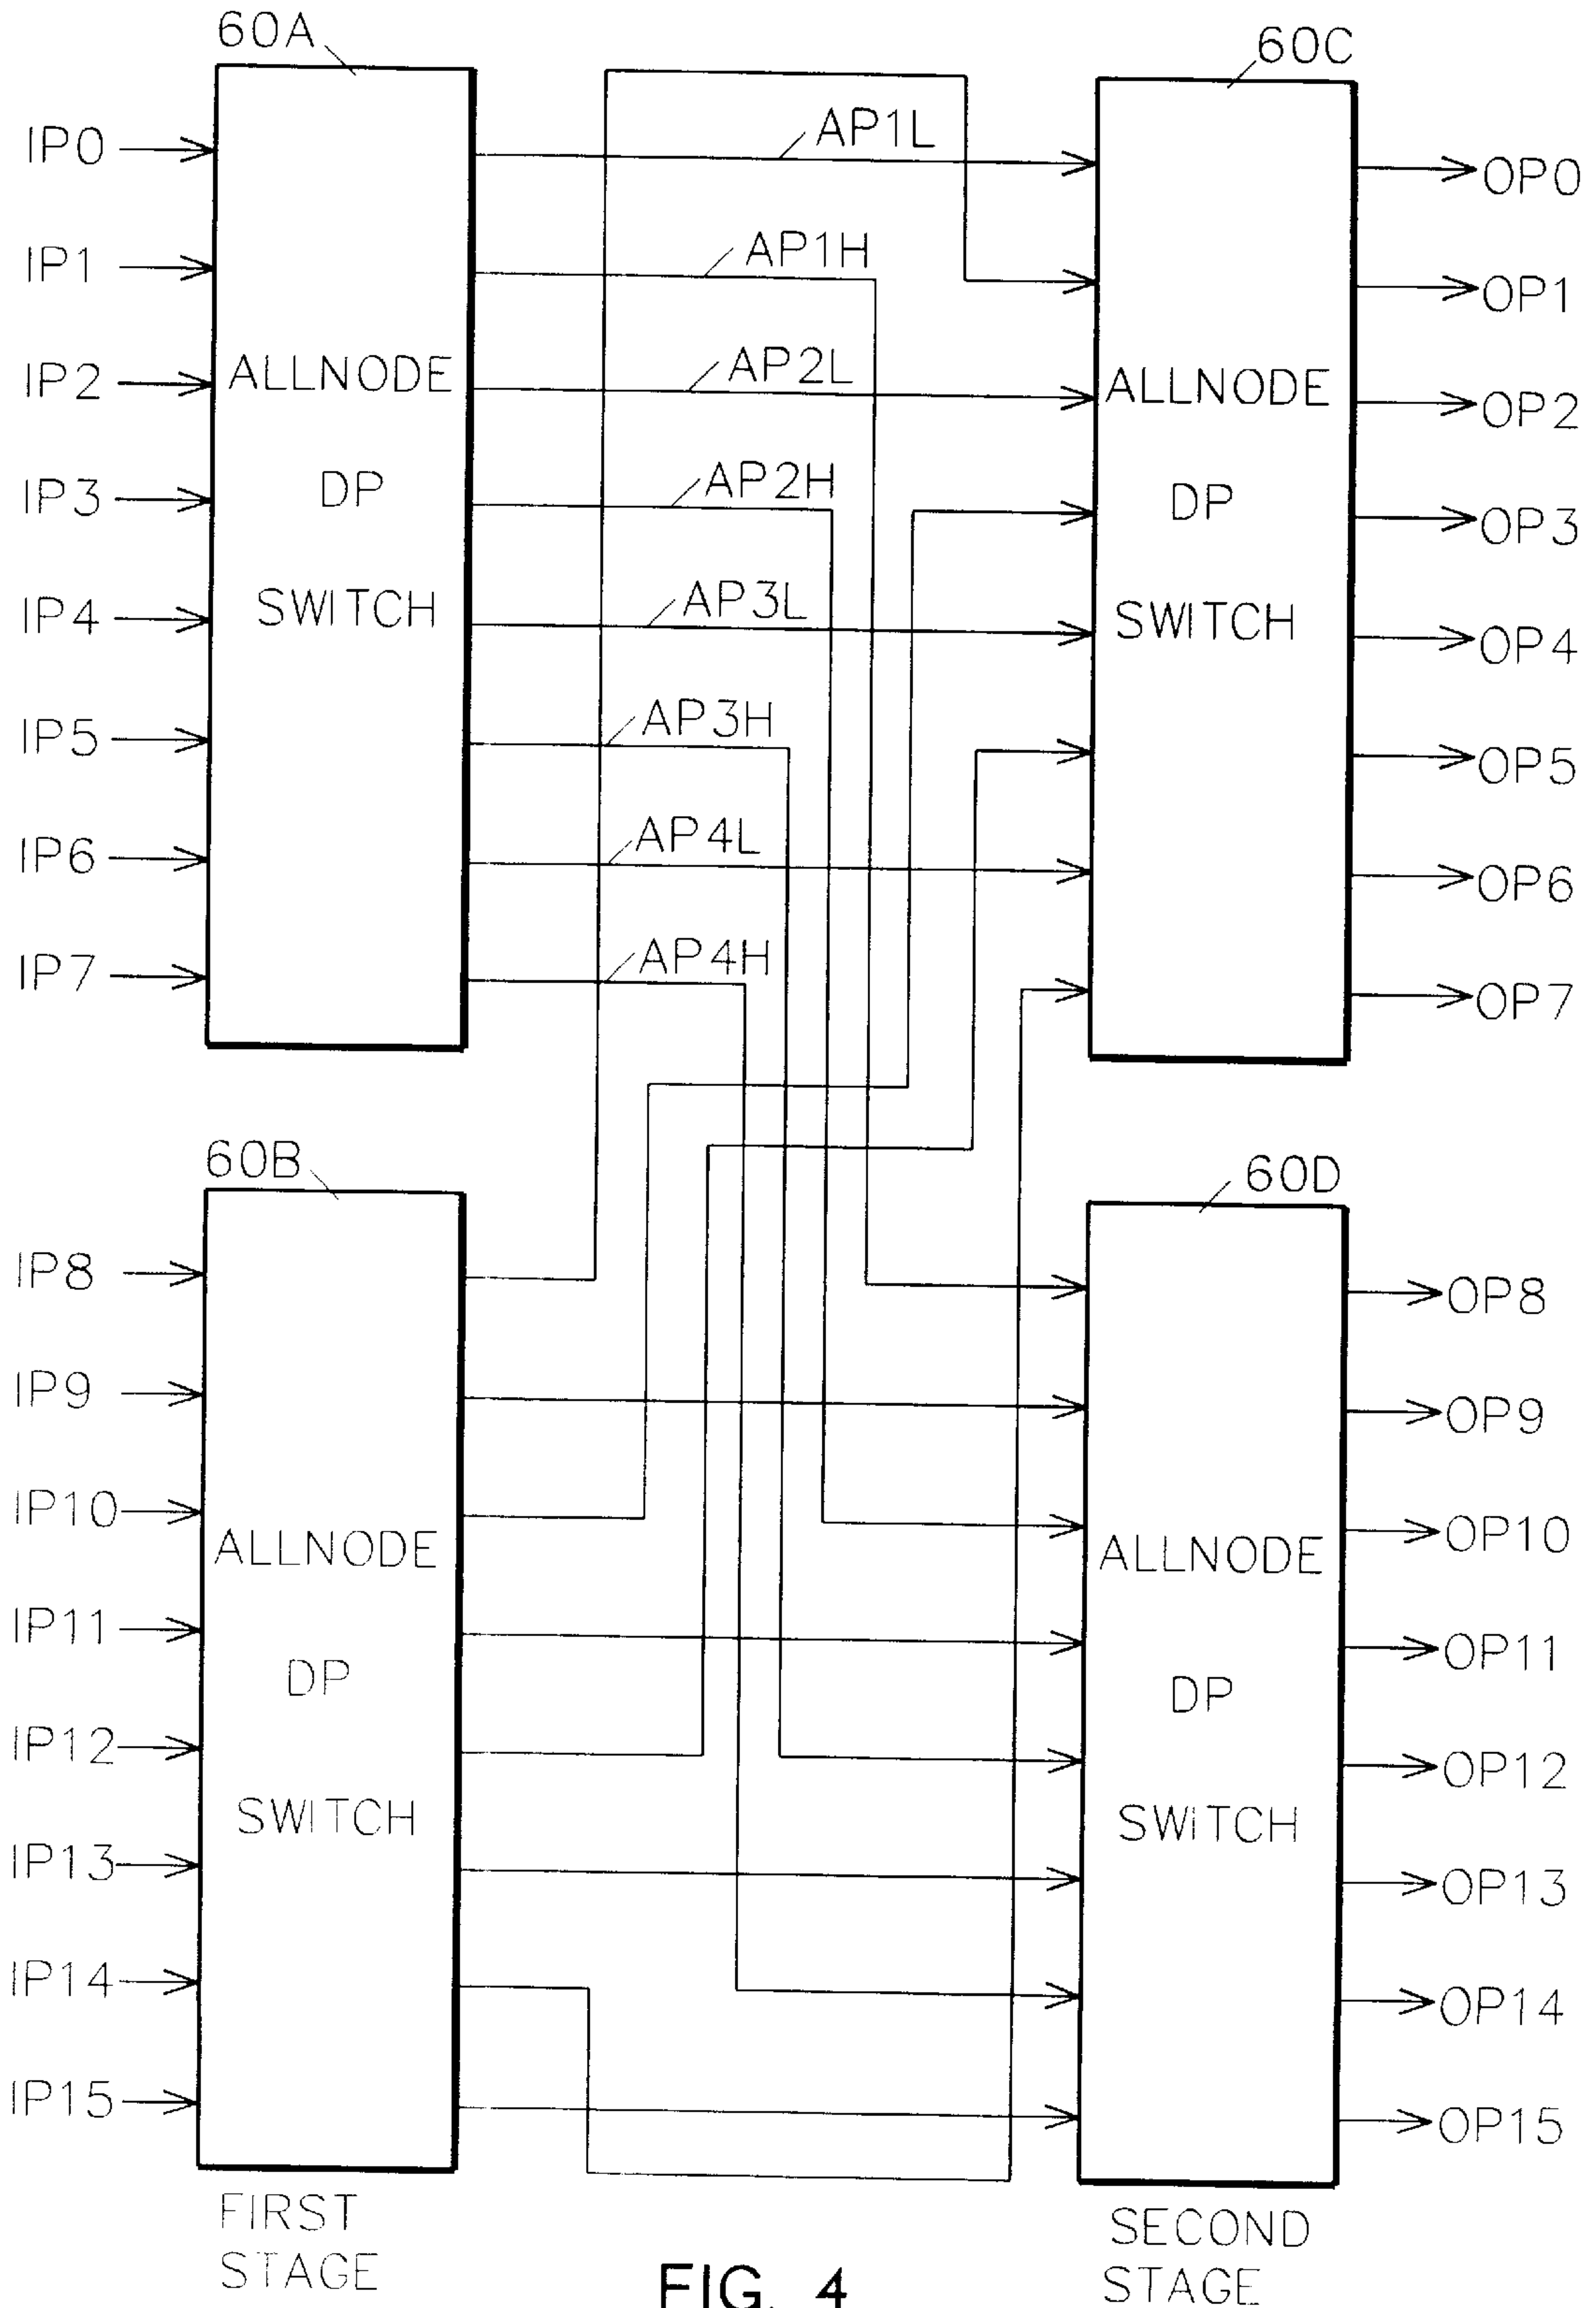 60A
60C
IP0
AP1L
OP0
IP1
AP1H
OP1
IP2
ALLNODE
AP2L
ALLNODE
OP2
IP3
DP
AP2H
DP
OP3
IP4
SWITCH
AP3L
SWITCH
OP4
IP5
AP3H
OP5
IP6
AP4L
OP6
IP7
AP4H
OP7
60B
60D
IP8
OP8
IP9
OP9
IP10
ALLNODE
ALLNODE
OP10
IP11
DP
DP
OP11
IP12
OP12
SWITCH
SWITCH
IP13
OP13
IP14
OP14
IP15
OP15
FIRST
STAGE
SECOND
STAGE
FIG. 4